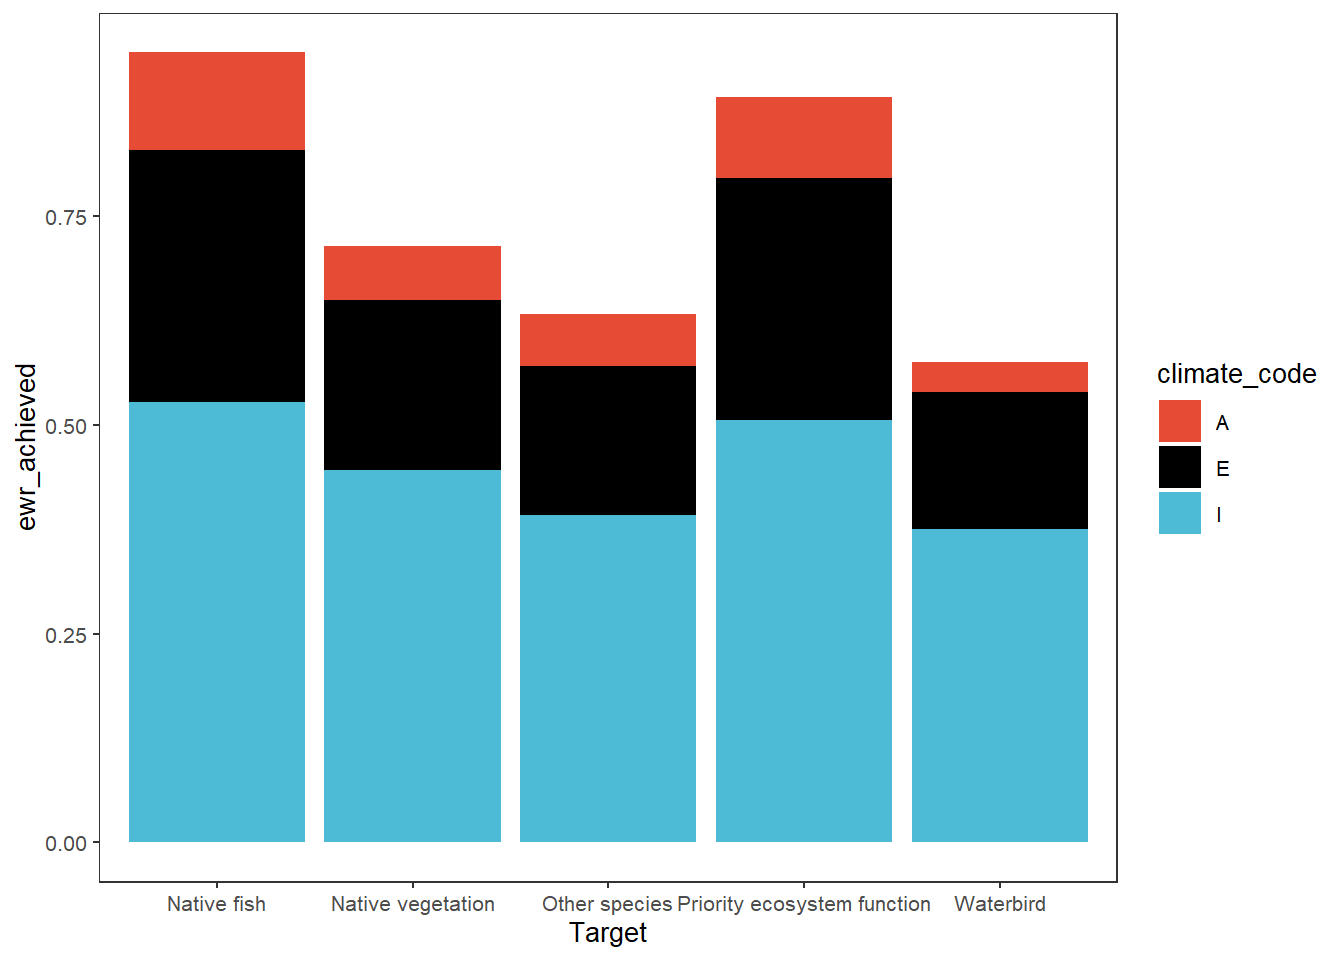 ewr_achieved
0.75
0.50
0.25
0.00
Native fish
Native vegetation
Other species
Priority ecosystem function
Waterbird
Target
climate_code
A
E
I